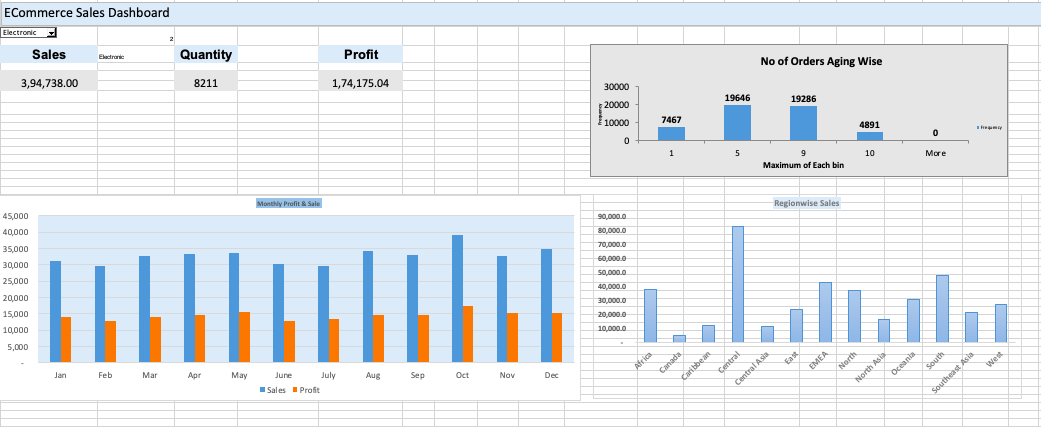 ECommerce Sales Dashboard
Electronic
2
Sales Electronic Quantity Profit
3,94,738.00 8211 1,74,175.04
No of Orders Aging Wise
Frequency
30000
20000
10000
0
7467 19646 19286 4891 0
1 5 9 10 More
Maximum of Each bin
Frequency
Monthly Profit & Sale
45,000
40,000
35,000
30,000
25,000
20,000
15,000
10,000
5,000
-
Jan Feb Mar Apr May June July Aug Sep Oct Nov Dec
Sales Profit
Regionwise Sales
90,000.0
80,000.0
70,000.0
60,000.0
50,000.0
40,000.0
30,000.0
20,000.0
10,000.0
-
Africa Canada Caribbean Central Central Asia East EMEA North North Asia Oceania South Southeast Asia West